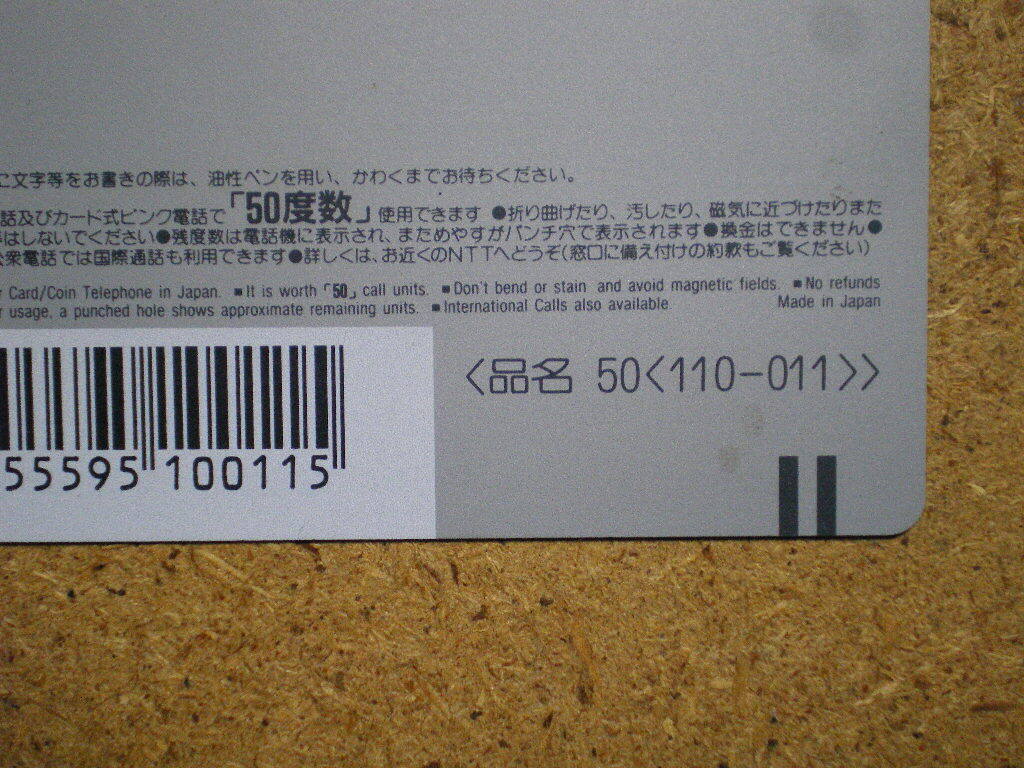 に文字等をお書きの際は、油性ペンを用い、かわくまでお待ちください。
話及びカード式ピンク電話で「50度数」使用できます ●折り曲げたり、汚したり、磁気に近づけたりまた
はしないでください●残度数は電話機に表示され、まためやすがパンチ穴で表示されます●換金はできません●
公衆電話では国際通話も利用できます●詳しくは、お近くのNTTへどうぞ(窓口に備え付けの約款もご覧ください)
r Card/Coin Telephone in Japan. ■It is worth「50」call units. ■Don't bend or stain and avoid magnetic fields. ■No refunds
r usage, a punched hole shows approximate remaining units. ■International Calls also available. Made in Japan
<品名 50<110-011>>
55595 100115